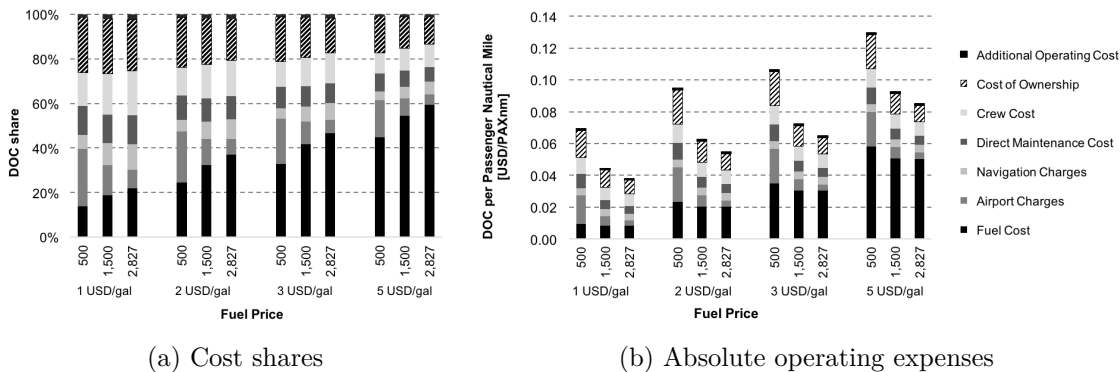 100%
80%
60%
40%
20%
0%
DOC share
500
1,500
2,827
500
1,500
2,827
500
1,500
2,827
500
1,500
2,827
1 USD/gal
2 USD/gal
3 USD/gal
5 USD/gal
Fuel Price
(a) Cost shares
0.14
0.12
0.10
0.08
0.06
0.04
0.02
0.00
DOC per Passenger Nautical Mile
[USD/PAXnm]
500
1,500
2,827
500
1,500
2,827
500
1,500
2,827
500
1,500
2,827
1 USD/gal
2 USD/gal
3 USD/gal
5 USD/gal
Fuel Price
Additional Operating Cost
Cost of Ownership
Crew Cost
Direct Maintenance Cost
Navigation Charges
Airport Charges
Fuel Cost
(b) Absolute operating expenses